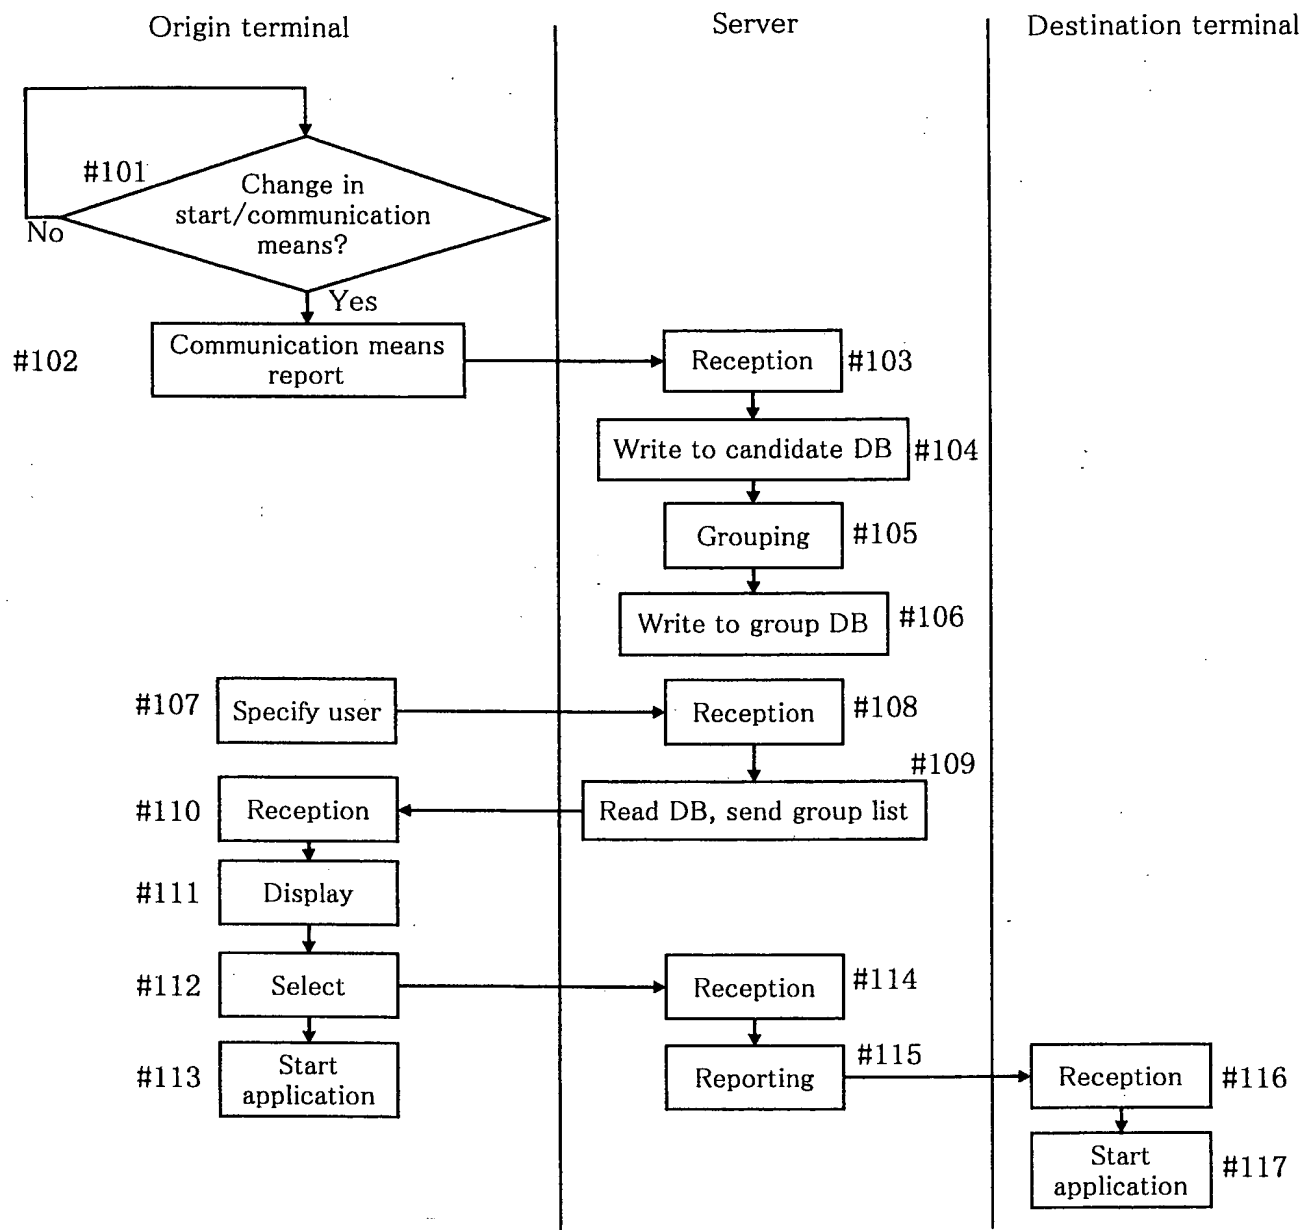 Origin terminal
Server
Destination terminal
#101
Change in
start/communication
means?
No
Yes
#102
Communication means
report
Reception
#103
Write to candidate DB
#104
Grouping
#105
Write to group DB
#106
#107
Specify user
Reception
#108
#109
#110
Reception
Read DB, send group list
#111
Display
#112
Select
Reception
#114
#113
Start
application
Reporting
#115
Reception
#116
Start
application
#117